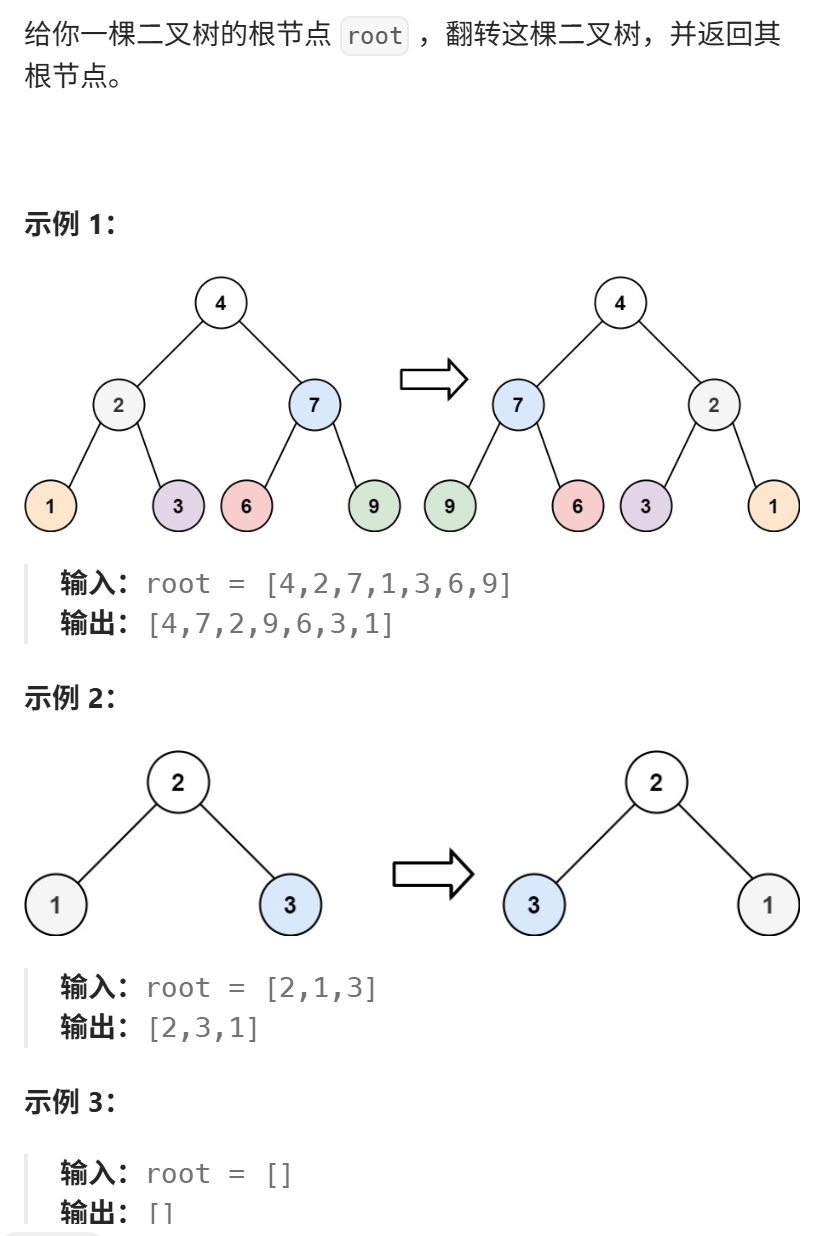 给你一棵二叉树的根节点 root ，翻转这棵二叉树，并返回其
根节点。
示例 1：
4 4
2 7 7 2
1 3 6 9 9 6 3 1
输入：root = [4,2,7,1,3,6,9]
输出：[4,7,2,9,6,3,1]
示例 2：
2 2
1 3 3 1
输入：root = [2,1,3]
输出：[2,3,1]
示例 3：
输入：root = []
输出：[]